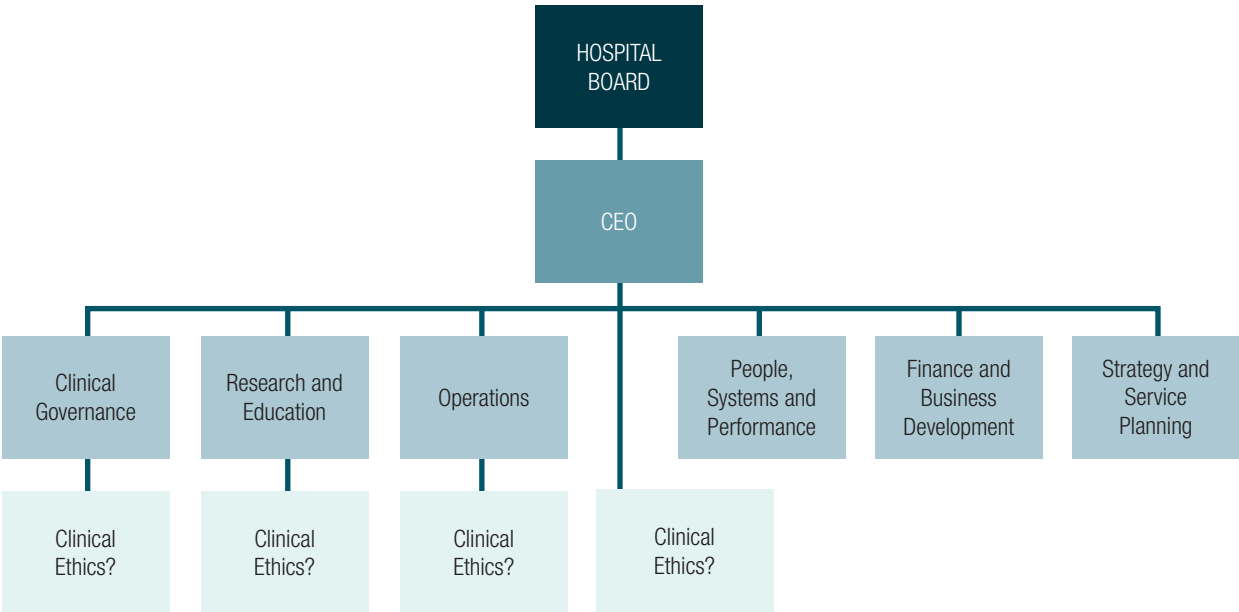 HOSPITAL
BOARD
CEO
Clinical
Governance
Research and
Education
Operations
People,
Systems and
Performance
Finance and
Business
Development
Strategy and
Service
Planning
Clinical
Ethics?
Clinical
Ethics?
Clinical
Ethics?
Clinical
Ethics?